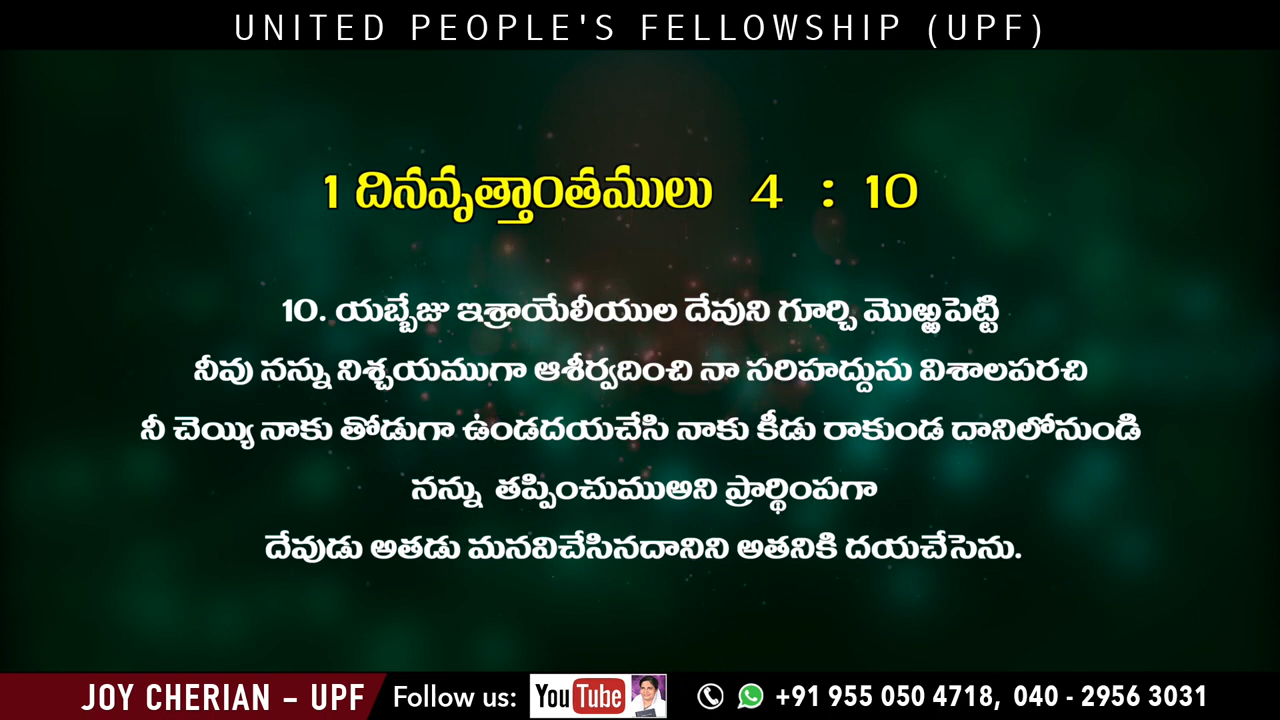 UNITED PEOPLE'S FELLOWSHIP (UPF)
1 దినవృత్తాంతములు 4 : 10
10. యబ్బేజు ఇశ్రాయేలీయుల దేవుని గూర్చి మొఱ్ఱపెట్టి
నీవు నన్ను నిశ్చయముగా ఆశీర్వదించి నా సరిహద్దును విశాలపరచి
నీ చెయ్యి నాకు తోడుగా ఉండదయచేసి నాకు కీడు రాకుండ దానిలోనుండి
నన్ను తప్పించుముఅని ప్రార్థింపగా
దేవుడు అతడు మనవిచేసినదానిని అతనికి దయచేసెను.
JOY CHERIAN – UPF Follow us: YouTube +91 955 050 4718, 040 - 2956 3031